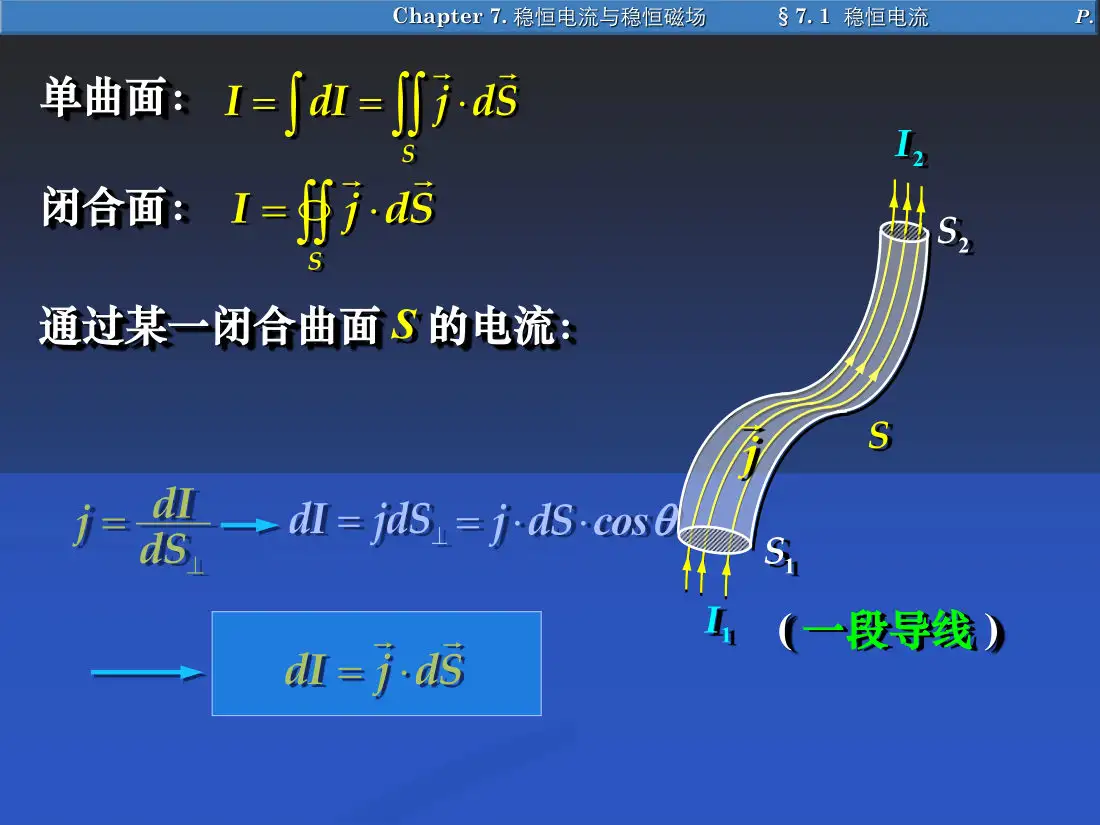 Chapter 7. 稳恒电流与稳恒磁场 § 7. 1 稳恒电流 P.
单曲面： I = ∫ dI = ∬_S j⃗ · dS⃗
闭合面： I = ∯_S j⃗ · dS⃗
通过某一闭合曲面 S 的电流：
j = dI / dS⊥ → dI = jdS⊥ = j · dS · cos θ
→ dI = j⃗ · dS⃗
I₂
S₂
S
j⃗
S₁
I₁
( 一段导线 )